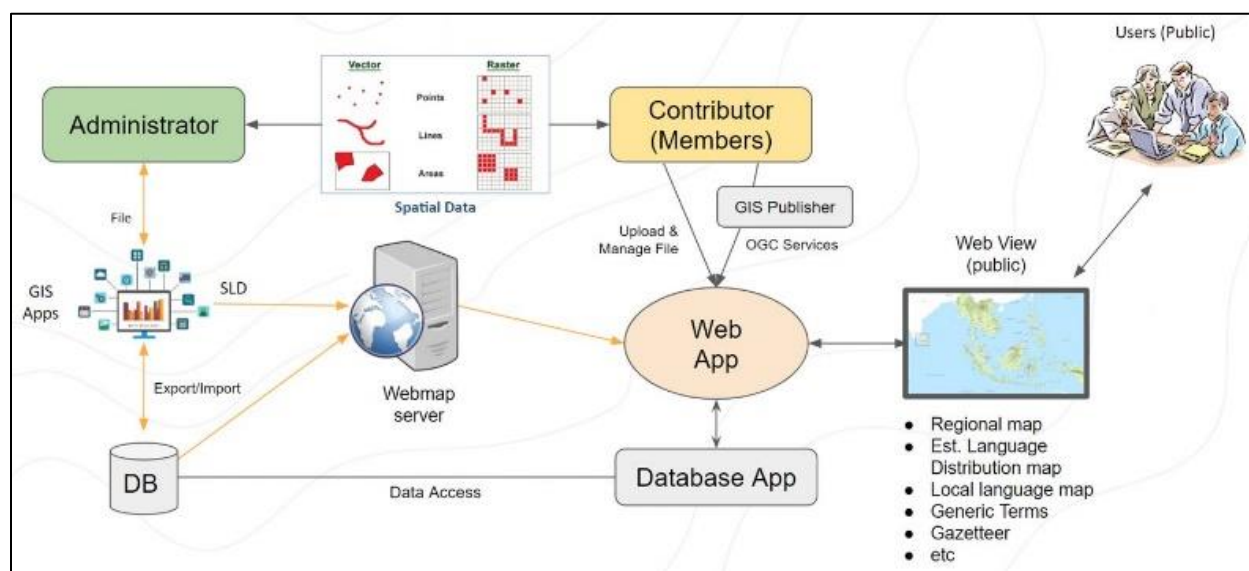 Users (Public)
Vector
Raster
Points
Lines
Areas
Spatial Data
Administrator
Contributor
(Members)
GIS Publisher
Upload &
Manage File
OGC Services
File
GIS
Apps
SLD
Export/Import
Webmap
server
Web
App
Web View
(public)
DB
Data Access
Database App
● Regional map
● Est. Language
Distribution map
● Local language map
● Generic Terms
● Gazetteer
● etc